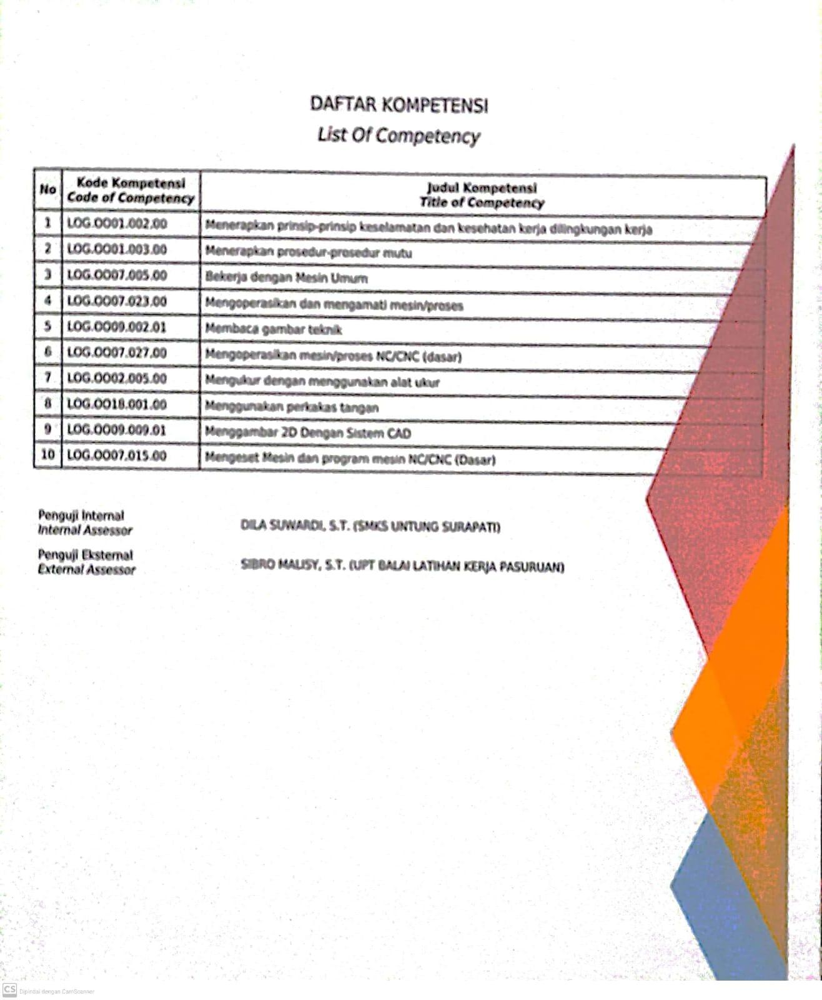 DAFTAR KOMPETENSI
List Of Competency
No
Kode Kompetensi
Code of Competency
Judul Kompetensi
Title of Competency
1 LOG.OO01.002.00 Menerapkan prinsip-prinsip keselamatan dan kesehatan kerja dilingkungan kerja
2 LOG.OO01.003.00 Menerapkan prosedur-prosedur mutu
3 LOG.OO07.005.00 Bekerja dengan Mesin Umum
4 LOG.OO07.023.00 Mengoperasikan dan mengamati mesin/proses
5 LOG.OO09.002.01 Membaca gambar teknik
6 LOG.OO07.027.00 Mengoperasikan mesin/proses NC/CNC (dasar)
7 LOG.OO02.005.00 Mengukur dengan menggunakan alat ukur
8 LOG.OO18.001.00 Menggunakan perkakas tangan
9 LOG.OO09.009.01 Menggambar 2D Dengan Sistem CAD
10 LOG.OO07.015.00 Mengeset Mesin dan program mesin NC/CNC (Dasar)
Penguji Internal
Internal Assessor
DILA SUWARDI, S.T. (SMKS UNTUNG SURAPATI)
Penguji Eksternal
External Assessor
SIBRO MALISY, S.T. (UPT BALAI LATIHAN KERJA PASURUAN)
CS Dipindai dengan CamScanner